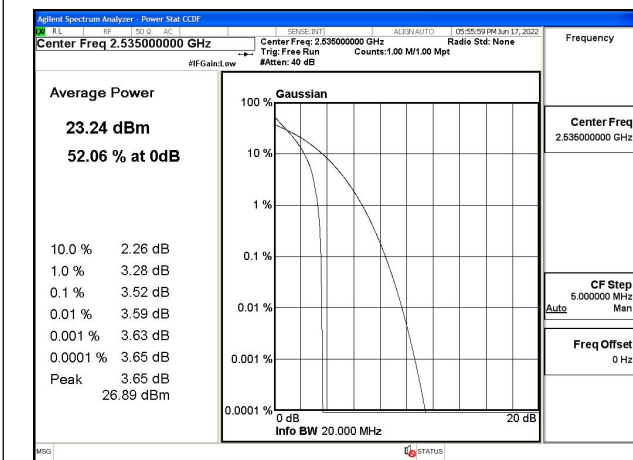 Agilent Spectrum Analyzer - Power Stat CCDF
LXI RL RF 50 Ω AC SENSE:INT ALIGN AUTO 05:55:59 PM Jun 17, 2022
Center Freq 2.535000000 GHz
Center Freq: 2.535000000 GHz Radio Std: None
Trig: Free Run Counts:1.00 M/1.00 Mpt
#IFGain:Low #Atten: 40 dB
Frequency
Average Power
23.24 dBm
52.06 % at 0dB
10.0 % 2.26 dB
1.0 % 3.28 dB
0.1 % 3.52 dB
0.01 % 3.59 dB
0.001 % 3.63 dB
0.0001 % 3.65 dB
Peak 3.65 dB
26.89 dBm
Gaussian
100 %
10 %
1 %
0.1 %
0.01 %
0.001 %
0.0001 %
0 dB 20 dB
Info BW 20.000 MHz
Center Freq
2.535000000 GHz
CF Step
5.000000 MHz
Auto Man
Freq Offset
0 Hz
MSG STATUS